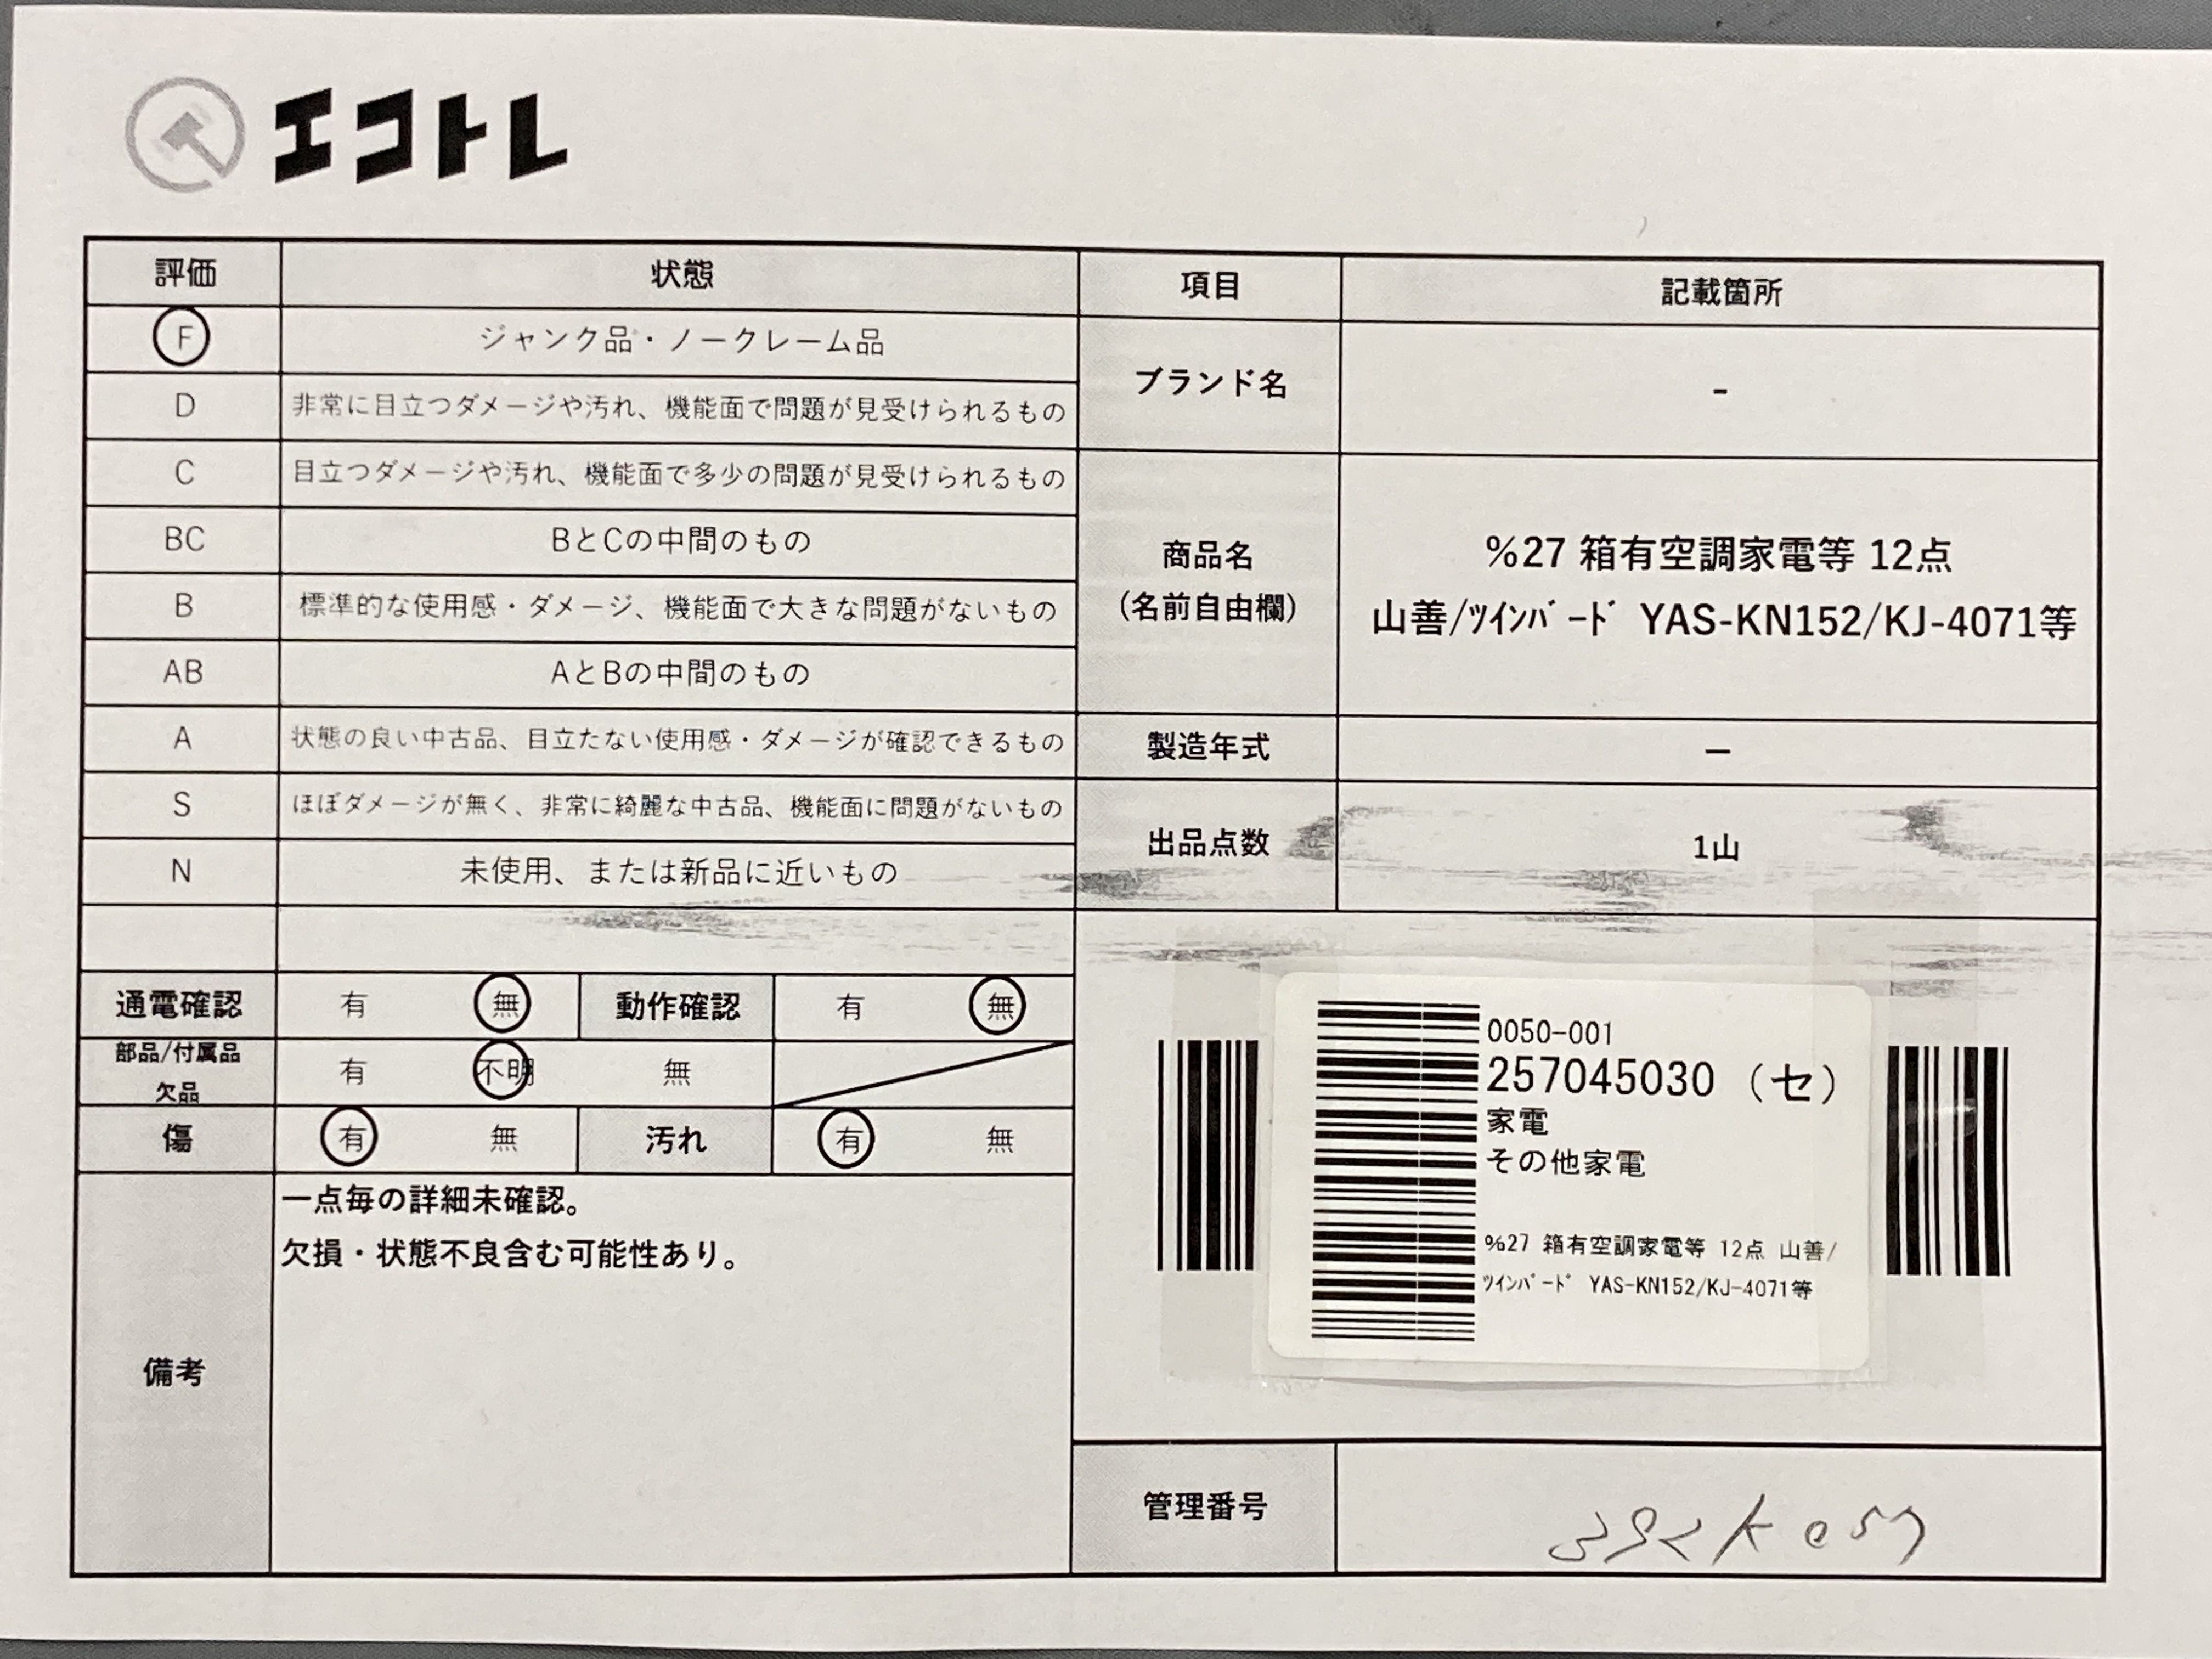 エコトレ
評価 状態 項目 記載箇所
F ジャンク品・ノークレーム品
D 非常に目立つダメージや汚れ、機能面で問題が見受けられるもの
ブランド名 -
C 目立つダメージや汚れ、機能面で多少の問題が見受けられるもの
BC BとCの中間のもの
B 標準的な使用感・ダメージ、機能面で大きな問題がないもの
AB AとBの中間のもの
商品名
(名前自由欄)
%27 箱有空調家電等 12点
山善/ﾂｲﾝﾊﾞｰﾄﾞ YAS-KN152/KJ-4071等
A 状態の良い中古品、目立たない使用感・ダメージが確認できるもの
製造年式 ー
S ほぼダメージが無く、非常に綺麗な中古品、機能面に問題がないもの
N 未使用、または新品に近いもの
出品点数 1山
通電確認 有 無 動作確認 有 無
部品/付属品
欠品
有 不明 無
傷 有 無 汚れ 有 無
備考
一点毎の詳細未確認。
欠損・状態不良含む可能性あり。
0050-001
257045030 (セ)
家電
その他家電
%27 箱有空調家電等 12点 山善/
ﾂｲﾝﾊﾞｰﾄﾞ YAS-KN152/KJ-4071等
管理番号